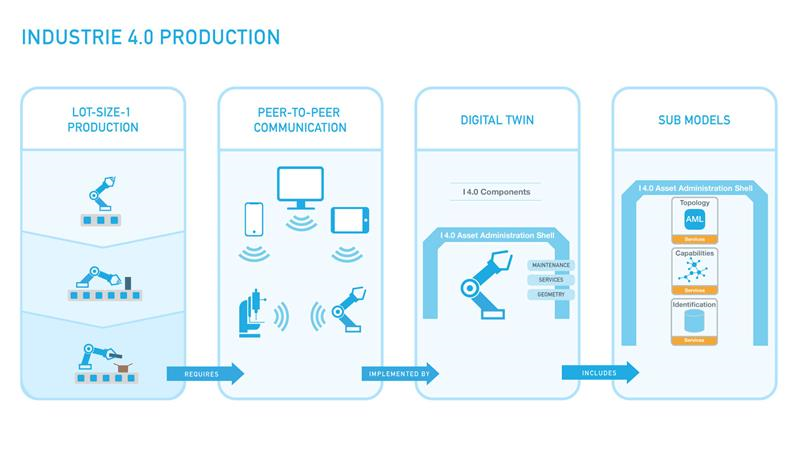 INDUSTRIE 4.0 PRODUCTION
LOT-SIZE-1
PRODUCTION
REQUIRES
PEER-TO-PEER
COMMUNICATION
IMPLEMENTED BY
DIGITAL TWIN
I 4.0 Components
I 4.0 Asset Administration Shell
MAINTENANCE
SERVICES
GEOMETRY
INCLUDES
SUB MODELS
I 4.0 Asset Administration Shell
Topology
AML
Services
Capabilities
Services
Identification
Services